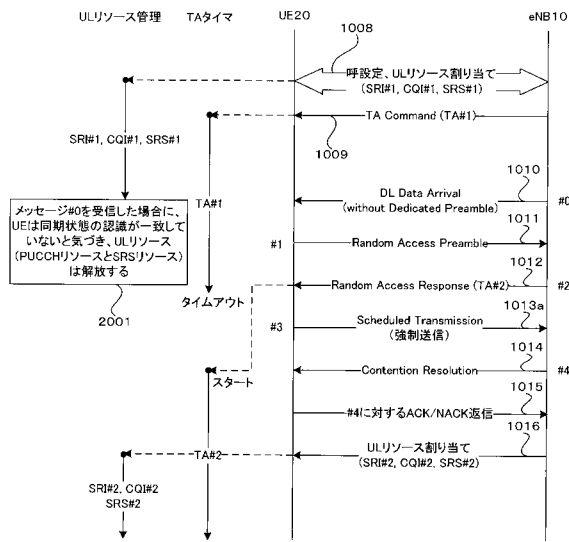 ULリソース管理
TAタイマ
UE20
eNB10
1008
呼設定、ULリソース割り当て
(SRI#1, CQI#1, SRS#1)
TA Command (TA#1)
1009
SRI#1, CQI#1, SRS#1
TA#1
1010
DL Data Arrival
(without Dedicated Preamble)
#0
メッセージ#0を受信した場合に、
UEは同期状態の認識が一致して
いないと気づき、ULリソース
(PUCCHリソースとSRSリソース)
は解放する
2001
1011
#1
Random Access Preamble
1012
Random Access Response (TA#2)
#2
タイムアウト
1013a
#3
Scheduled Transmission
(強制送信)
1014
Contention Resolution
#4
スタート
1015
#4に対するACK/NACK返信
1016
ULリソース割り当て
(SRI#2, CQI#2, SRS#2)
TA#2
SRI#2, CQI#2
SRS#2